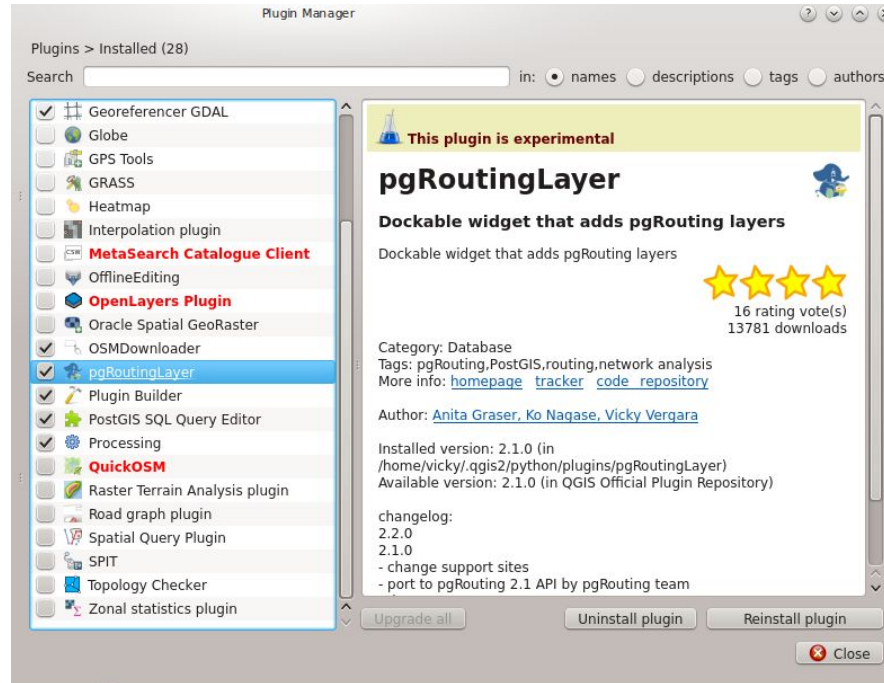 Plugin Manager
Plugins > Installed (28)
Search in: names descriptions tags authors
Georeferencer GDAL
Globe
GPS Tools
GRASS
Heatmap
Interpolation plugin
MetaSearch Catalogue Client
OfflineEditing
OpenLayers Plugin
Oracle Spatial GeoRaster
OSMDownloader
pgRoutingLayer
Plugin Builder
PostGIS SQL Query Editor
Processing
QuickOSM
Raster Terrain Analysis plugin
Road graph plugin
Spatial Query Plugin
SPIT
Topology Checker
Zonal statistics plugin
This plugin is experimental
pgRoutingLayer
Dockable widget that adds pgRouting layers
Dockable widget that adds pgRouting layers
16 rating vote(s)
13781 downloads
Category: Database
Tags: pgRouting,PostGIS,routing,network analysis
More info: homepage tracker code repository
Author: Anita Graser, Ko Nagase, Vicky Vergara
Installed version: 2.1.0 (in
/home/vicky/.qgis2/python/plugins/pgRoutingLayer)
Available version: 2.1.0 (in QGIS Official Plugin Repository)
changelog:
2.2.0
2.1.0
- change support sites
- port to pgRouting 2.1 API by pgRouting team
Upgrade all Uninstall plugin Reinstall plugin
Close